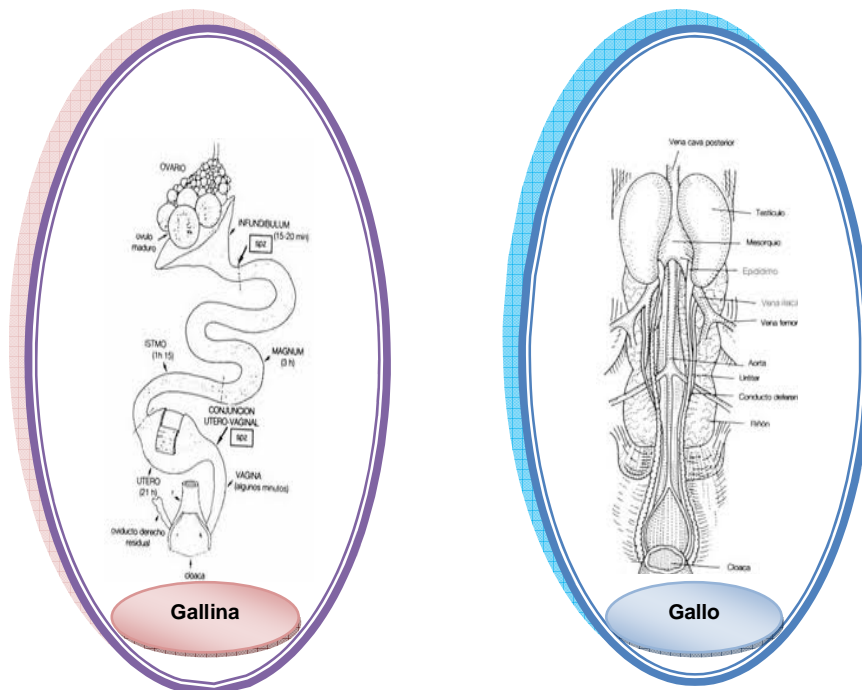 OVARIO
INFUNDIBULUM
(15-20 min)
spz
ovulo
maduro
ISTMO
(1h 15)
MAGNUM
(3 h)
CONJUNCION
UTERO-VAGINAL
spz
UTERO
(21 h)
VAGINA
(algunos minutos)
r
oviducto derecho
residual
cloaca
Gallina
Vena cava posterior
Testículo
Mesorquio
Epidídimo
Vena ilíaca
Vena femor
Aorta
Uréter
Conducto deferen
Riñón
Cloaca
Gallo